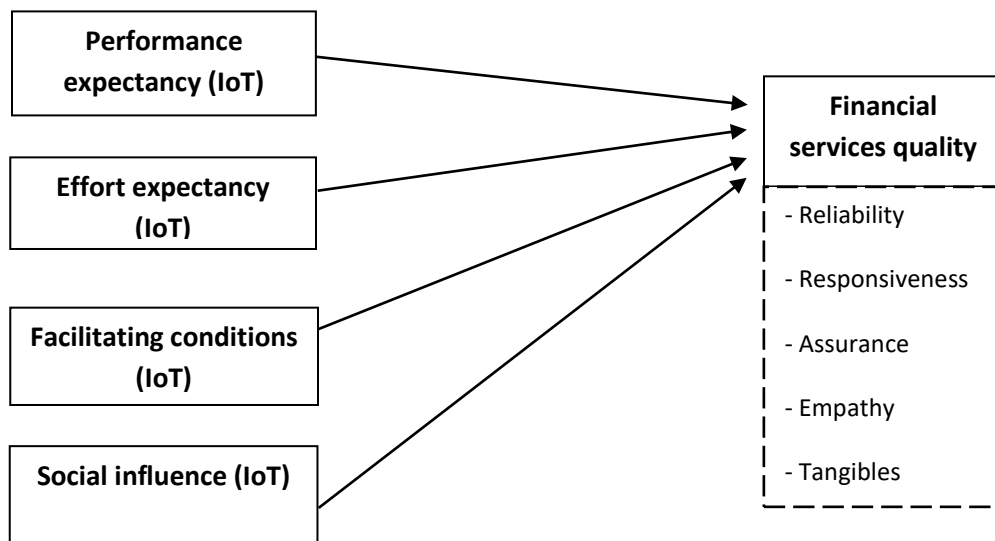 Performance
expectancy (IoT)
Effort expectancy
(IoT)
Facilitating conditions
(IoT)
Social influence (IoT)
Financial
services quality
- Reliability
- Responsiveness
- Assurance
- Empathy
- Tangibles